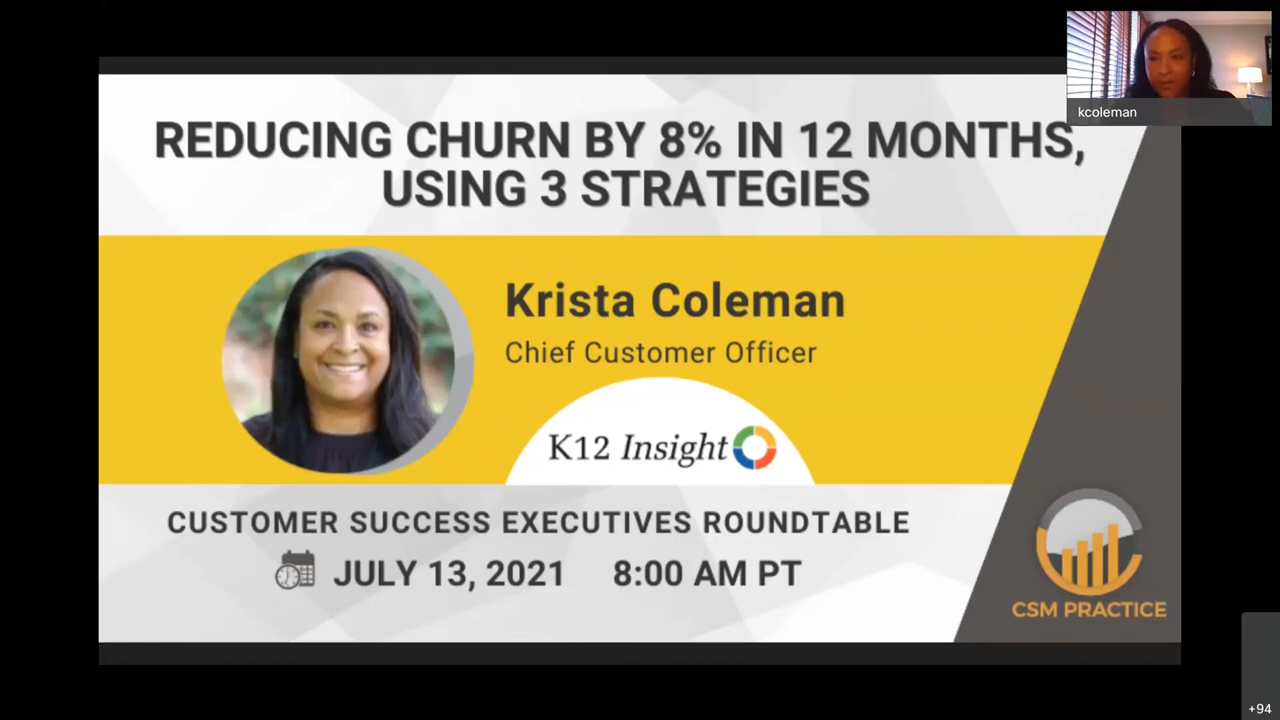 kcoleman
REDUCING CHURN BY 8% IN 12 MONTHS,
USING 3 STRATEGIES
Krista Coleman
Chief Customer Officer
K12 Insight
CUSTOMER SUCCESS EXECUTIVES ROUNDTABLE
JULY 13, 2021 8:00 AM PT
CSM PRACTICE
+94